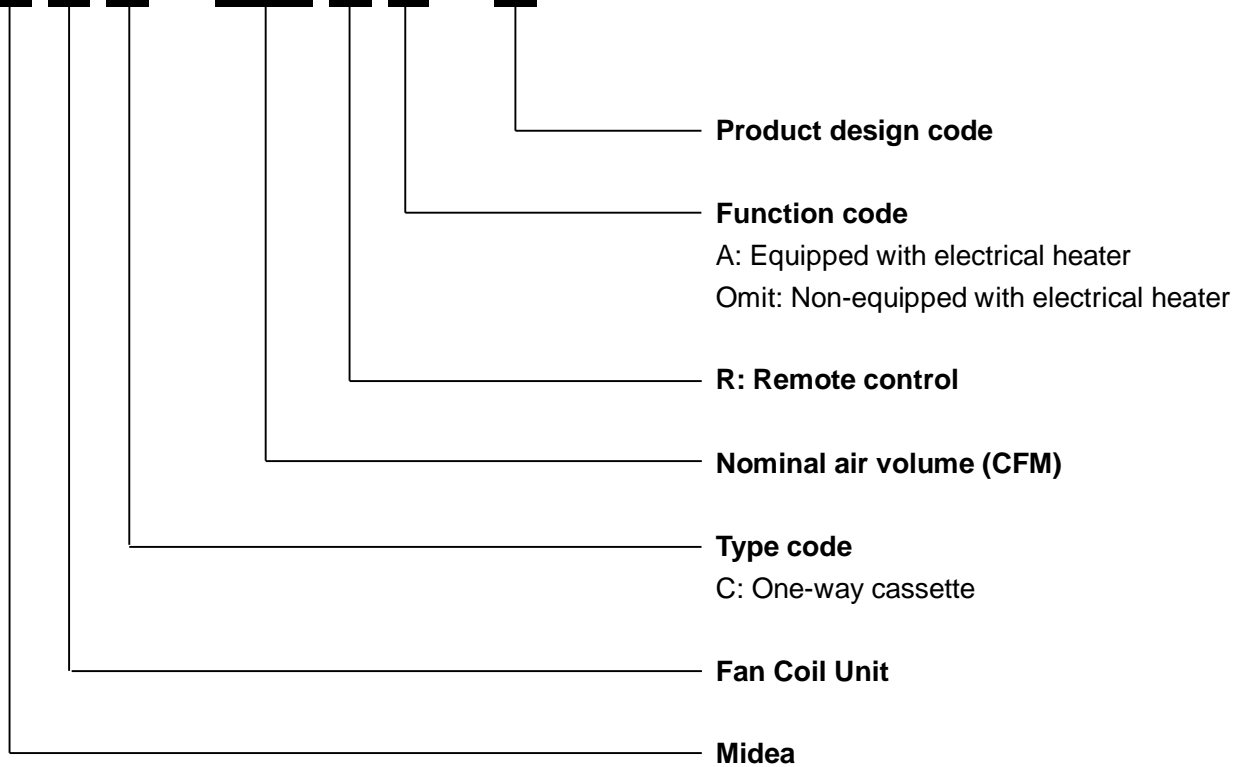 Product design code
Function code
A: Equipped with electrical heater
Omit: Non-equipped with electrical heater
R: Remote control
Nominal air volume (CFM)
Type code
C: One-way cassette
Fan Coil Unit
Midea